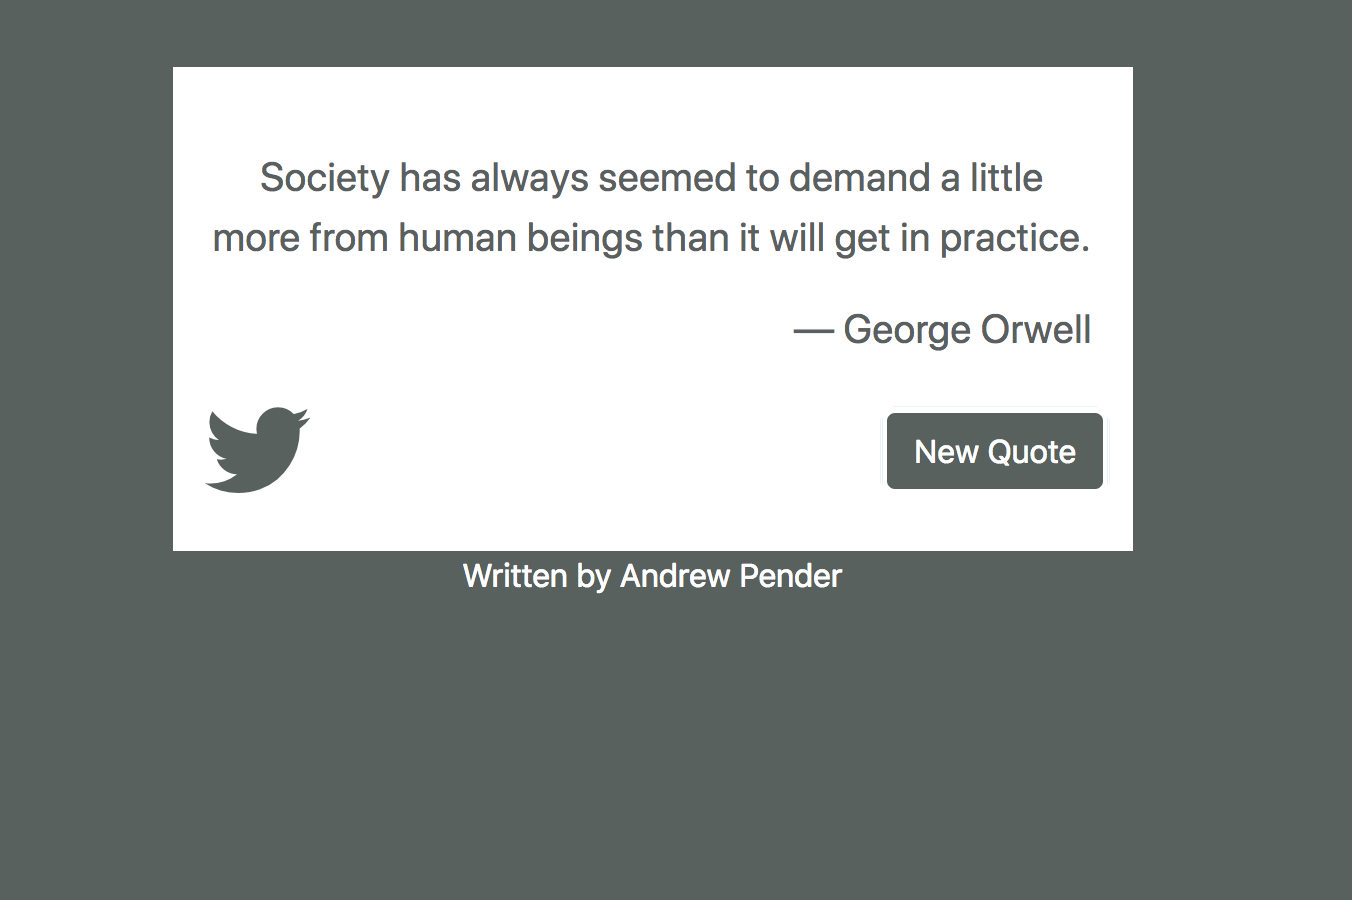 Society has always seemed to demand a little
more from human beings than it will get in practice.
— George Orwell
New Quote
Written by Andrew Pender